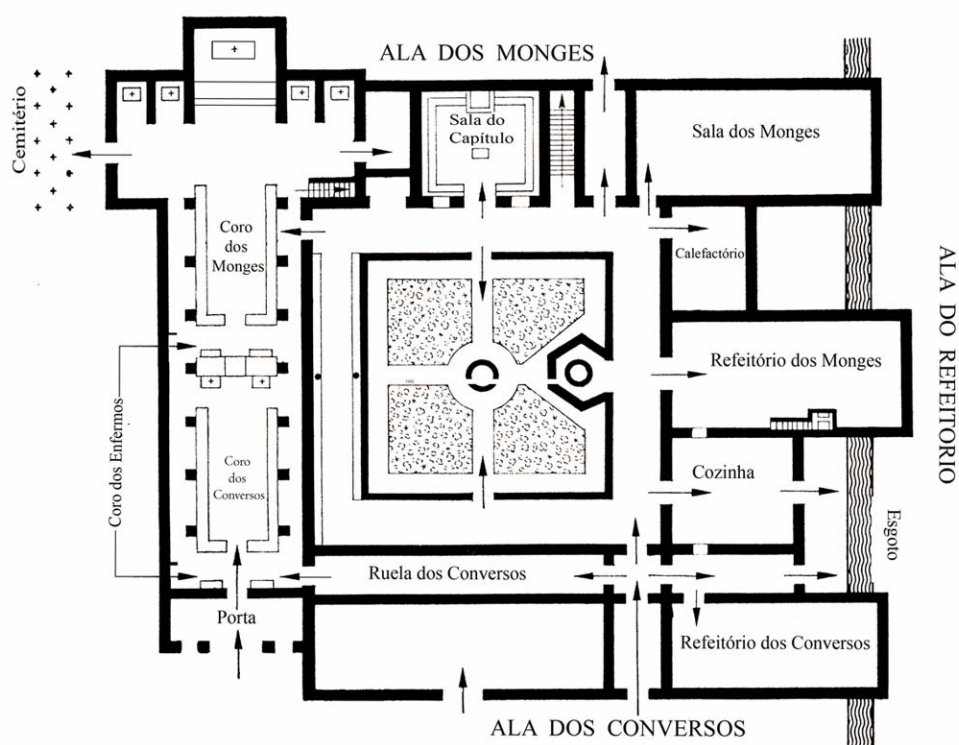 ALA DOS MONGES
Cemitério
Sala do
Capítulo
Sala dos Monges
Coro
dos
Monges
Calefactório
ALA DO REFEITORIO
Refeitório dos Monges
Coro dos Enfermos
Coro
dos
Conversos
Cozinha
Esgoto
Ruela dos Conversos
Porta
Refeitório dos Conversos
ALA DOS CONVERSOS